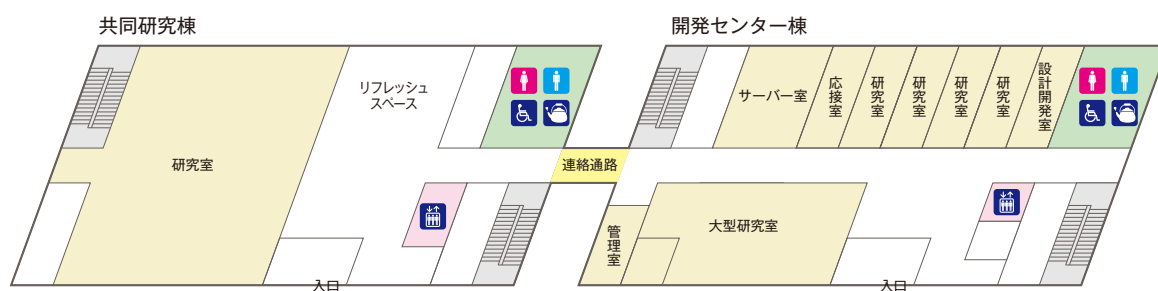 共同研究棟
開発センター棟
リフレッシュ
スペース
研究室
連絡通路
サーバー室
応接室
研究室
研究室
研究室
研究室
設計開発室
管理室
大型研究室
入口
入口